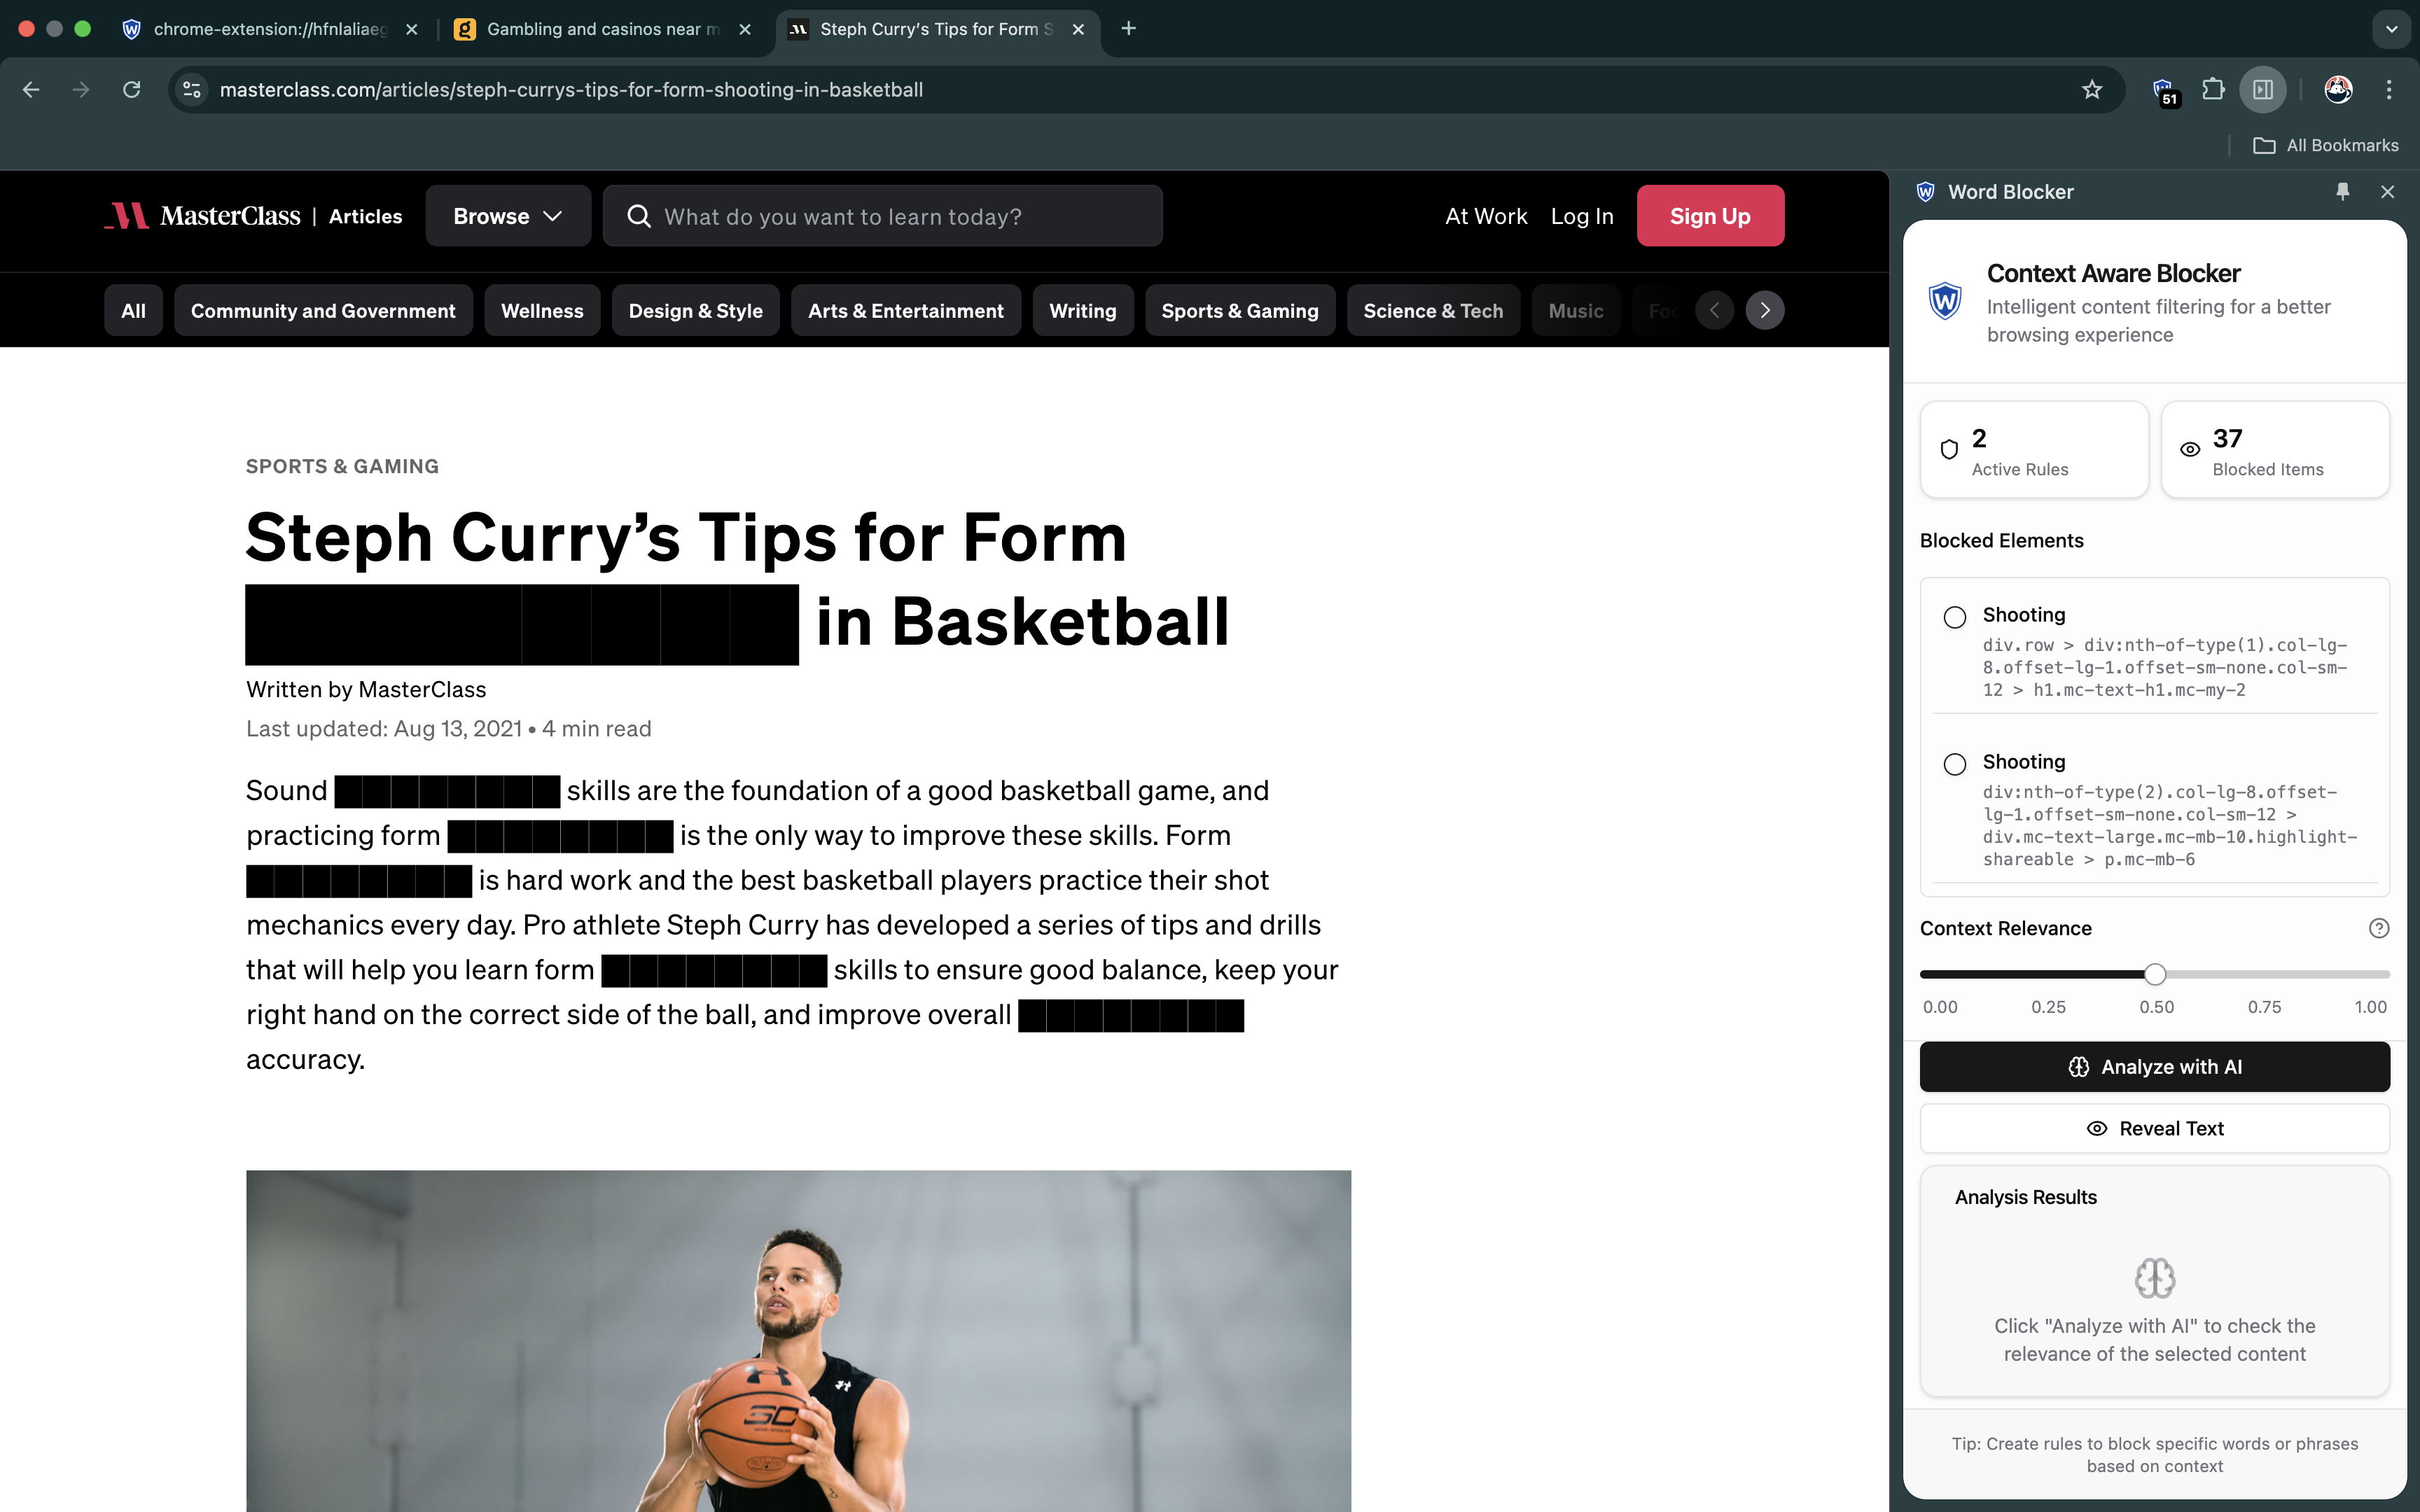 chrome-extension://hfnlaliaeg
Gambling and casinos near m
Steph Curry's Tips for Form S
masterclass.com/articles/steph-currys-tips-for-form-shooting-in-basketball
51
All Bookmarks
MasterClass | Articles
Browse
What do you want to learn today?
At Work
Log In
Sign Up
All
Community and Government
Wellness
Design & Style
Arts & Entertainment
Writing
Sports & Gaming
Science & Tech
Music
Foo
SPORTS & GAMING
Steph Curry’s Tips for Form
████████ in Basketball
Written by MasterClass
Last updated: Aug 13, 2021 • 4 min read
Sound ████████ skills are the foundation of a good basketball game, and
practicing form ████████ is the only way to improve these skills. Form
████████ is hard work and the best basketball players practice their shot
mechanics every day. Pro athlete Steph Curry has developed a series of tips and drills
that will help you learn form ████████ skills to ensure good balance, keep your
right hand on the correct side of the ball, and improve overall ████████
accuracy.
SC
Word Blocker
Context Aware Blocker
Intelligent content filtering for a better
browsing experience
2
Active Rules
37
Blocked Items
Blocked Elements
Shooting
div.row > div:nth-of-type(1).col-lg-
8.offset-lg-1.offset-sm-none.col-sm-
12 > h1.mc-text-h1.mc-my-2
Shooting
div:nth-of-type(2).col-lg-8.offset-
lg-1.offset-sm-none.col-sm-12 >
div.mc-text-large.mc-mb-10.highlight-
shareable > p.mc-mb-6
Context Relevance
0.00 0.25 0.50 0.75 1.00
Analyze with AI
Reveal Text
Analysis Results
Click "Analyze with AI" to check the
relevance of the selected content
Tip: Create rules to block specific words or phrases
based on context